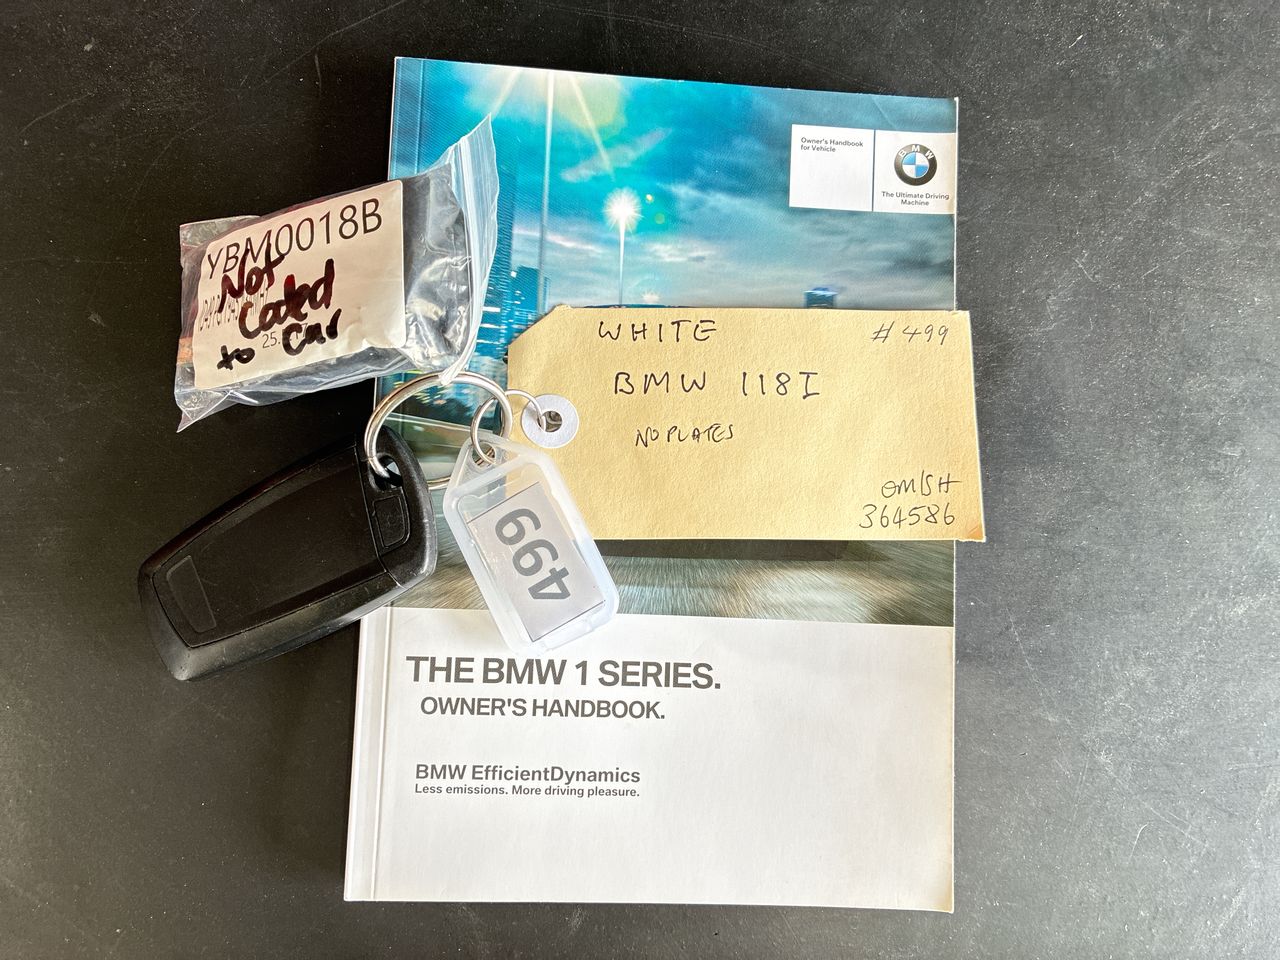 Owner's Handbook
for Vehicle
BMW
The Ultimate Driving
Machine
YBM0018B
Not
Coded
to Car
25.
WHITE
#499
BMW 118I
NO PLATES
364586
499
THE BMW 1 SERIES.
OWNER'S HANDBOOK.
BMW EfficientDynamics
Less emissions. More driving pleasure.